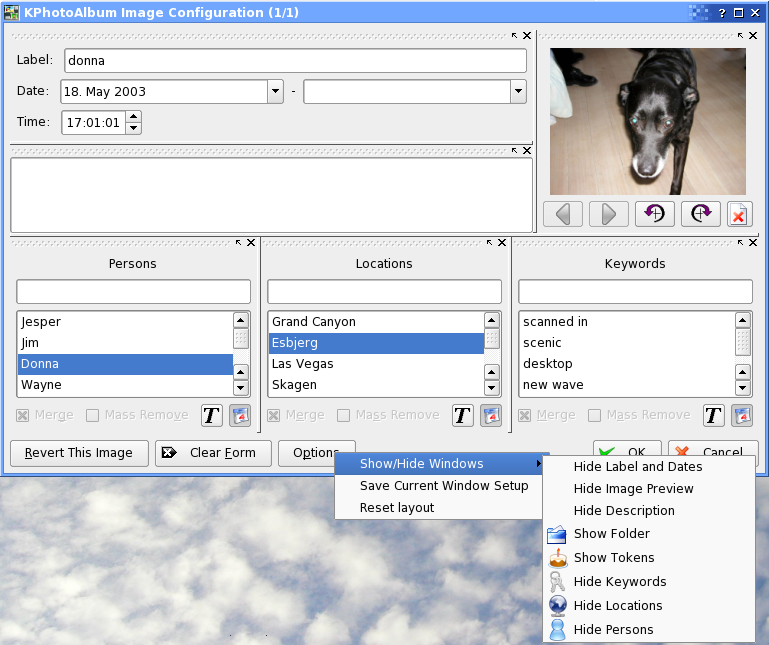 KPhotoAlbum Image Configuration (1/1)
Label: donna
Date: 18. May 2003 -
Time: 17:01:01
Persons
Jesper
Jim
Donna
Wayne
Merge Mass Remove T
Locations
Grand Canyon
Esbjerg
Las Vegas
Skagen
Merge Mass Remove T
Keywords
scanned in
scenic
desktop
new wave
Merge Mass Remove T
Revert This Image Clear Form Options OK Cancel
Show/Hide Windows
Save Current Window Setup
Reset layout
Hide Label and Dates
Hide Image Preview
Hide Description
Show Folder
Show Tokens
Hide Keywords
Hide Locations
Hide Persons